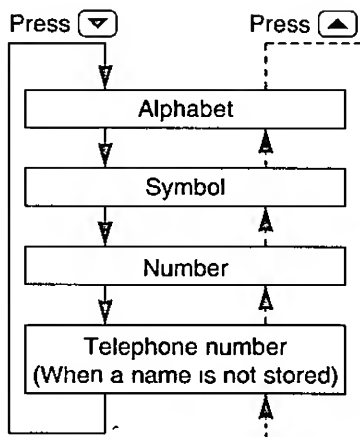 Press ▼ Press ▲
Alphabet
Symbol
Number
Telephone number
(When a name is not stored)